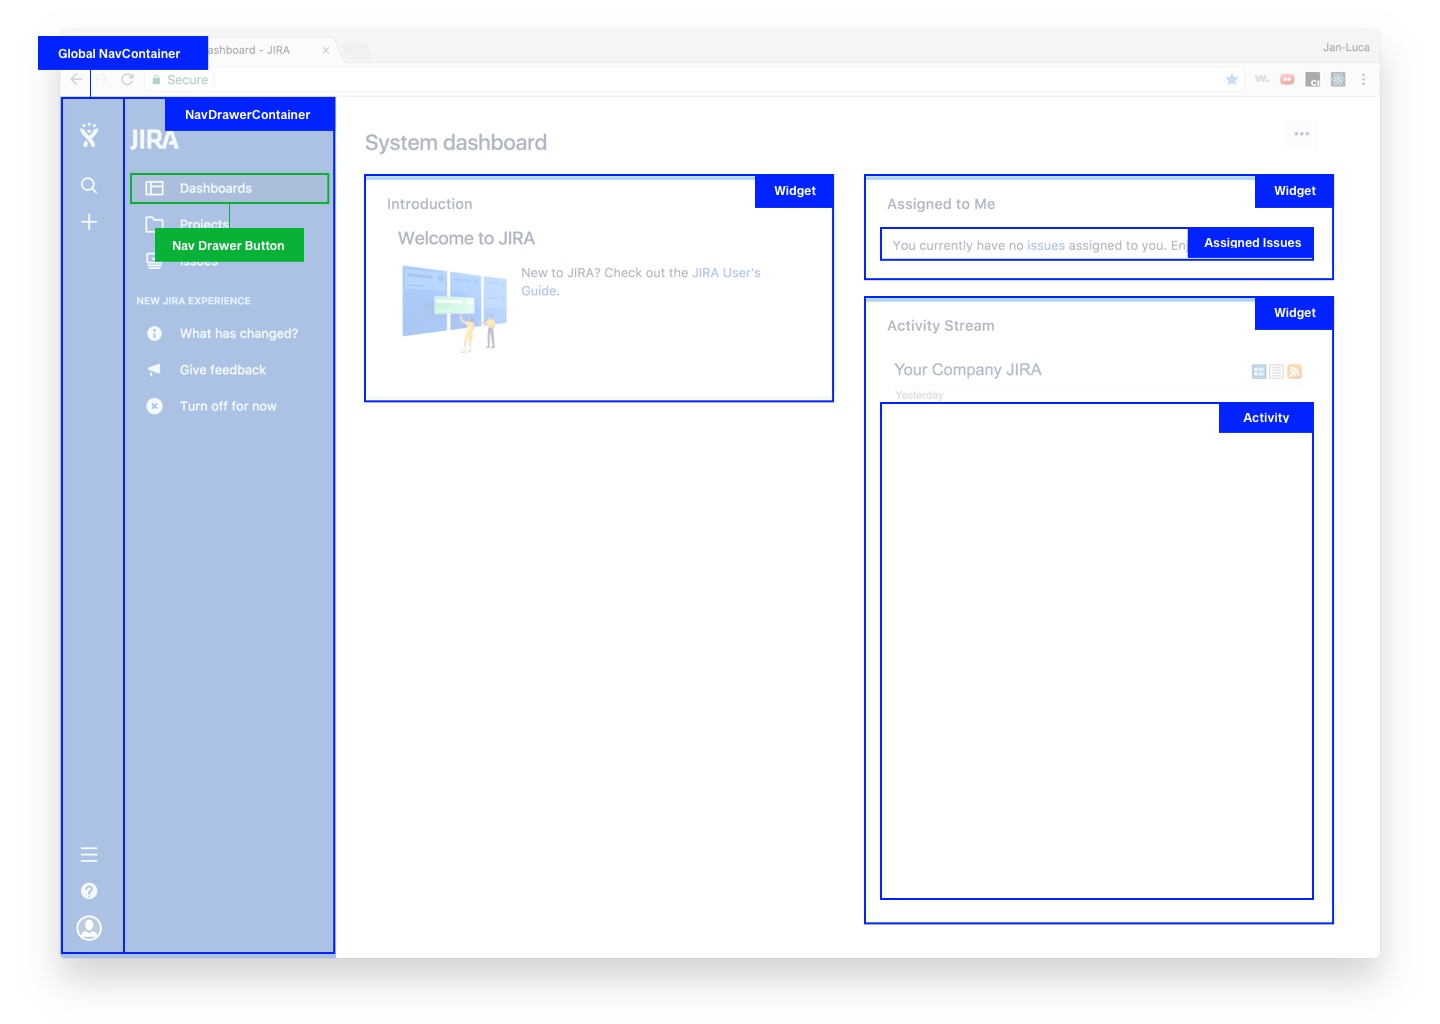 Global NavContainer
ashboard - JIRA
Jan-Luca
Secure
NavDrawerContainer
JIRA
Dashboards
Projects
Nav Drawer Button
Issues
NEW JIRA EXPERIENCE
What has changed?
Give feedback
Turn off for now
System dashboard
Widget
Introduction
Welcome to JIRA
New to JIRA? Check out the JIRA User's
Guide.
Widget
Assigned to Me
You currently have no issues assigned to you. Enj
Assigned Issues
Widget
Activity Stream
Your Company JIRA
Yesterday
Activity